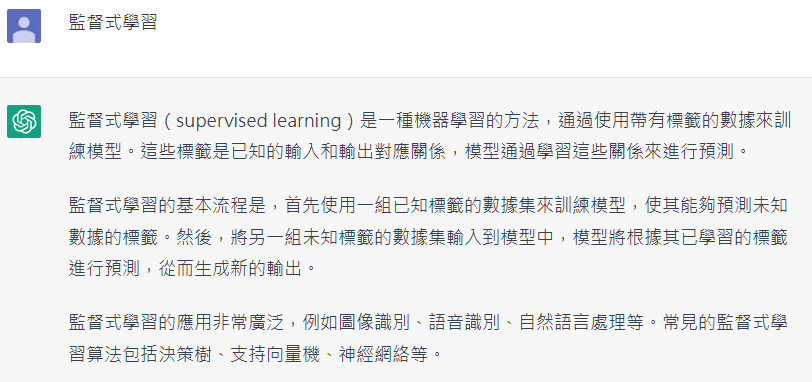 監督式學習
監督式學習（supervised learning）是一種機器學習的方法，通過使用帶有標籤的數據來訓
練模型。這些標籤是已知的輸入和輸出對應關係，模型通過學習這些關係來進行預測。
監督式學習的基本流程是，首先使用一組已知標籤的數據集來訓練模型，使其能夠預測未知
數據的標籤。然後，將另一組未知標籤的數據集輸入到模型中，模型將根據其已學習的標籤
進行預測，從而生成新的輸出。
監督式學習的應用非常廣泛，例如圖像識別、語音識別、自然語言處理等。常見的監督式學
習算法包括決策樹、支持向量機、神經網絡等。